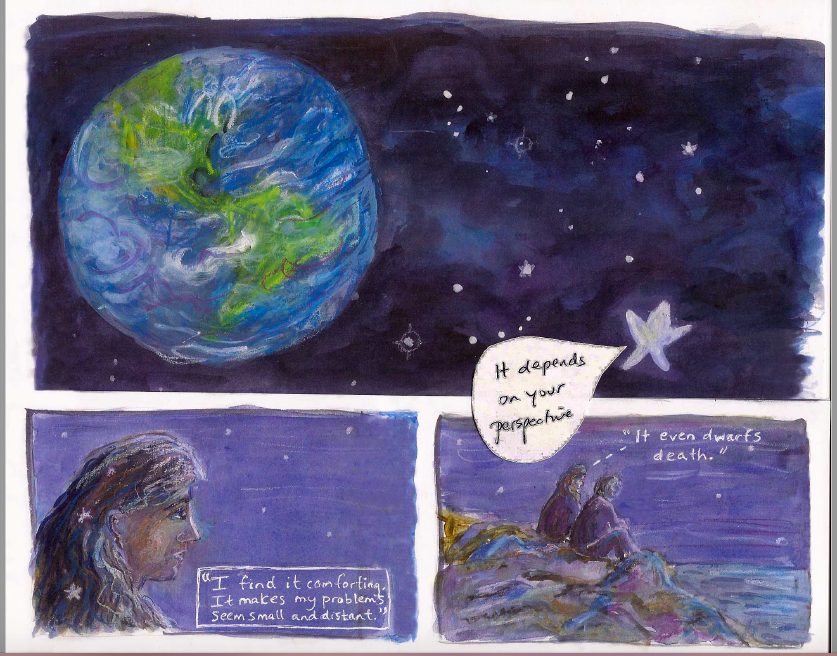 It depends
on your
perspective
"I find it comforting.
It makes my problems
seem small and distant."
"It even dwarfs
death."